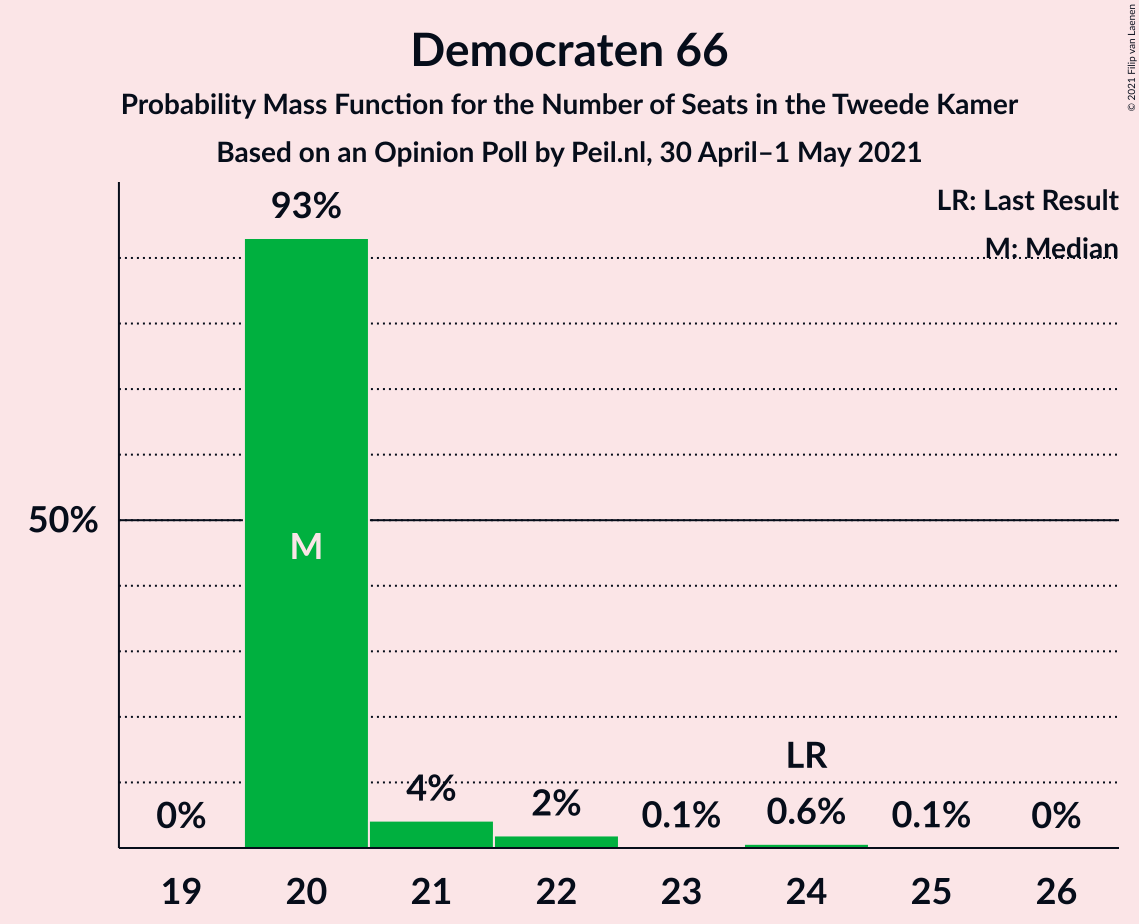 Democraten 66
Probability Mass Function for the Number of Seats in the Tweede Kamer
Based on an Opinion Poll by Peil.nl, 30 April–1 May 2021
© 2021 Filip van Laenen
LR: Last Result
M: Median
93%
50%
M
LR
0%
4%
2%
0.1%
0.6%
0.1%
0%
19 20 21 22 23 24 25 26